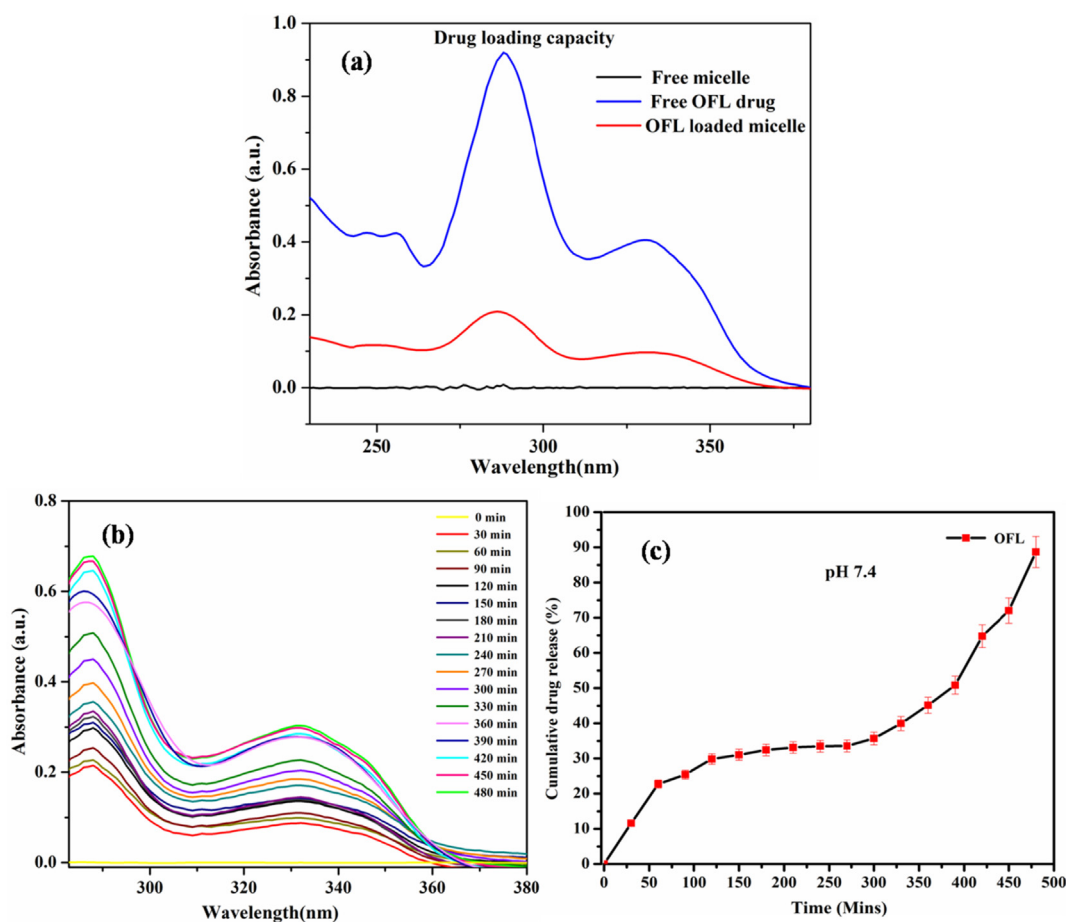 1.0
Drug loading capacity
(a)
Free micelle
Free OFL drug
OFL loaded micelle
0.8
0.6
0.4
0.2
0.0
Absorbance (a.u.)
250
300
350
Wavelength(nm)
0.8
(b)
0.6
0.4
0.2
0.0
Absorbance (a.u.)
0 min
30 min
60 min
90 min
120 min
150 min
180 min
210 min
240 min
270 min
300 min
330 min
360 min
390 min
420 min
450 min
480 min
300
320
340
360
380
Wavelength(nm)
100
90
80
70
60
50
40
30
20
10
0
Cumulative drug release (%)
(c)
OFL
pH 7.4
0
50
100
150
200
250
300
350
400
450
500
Time (Mins)